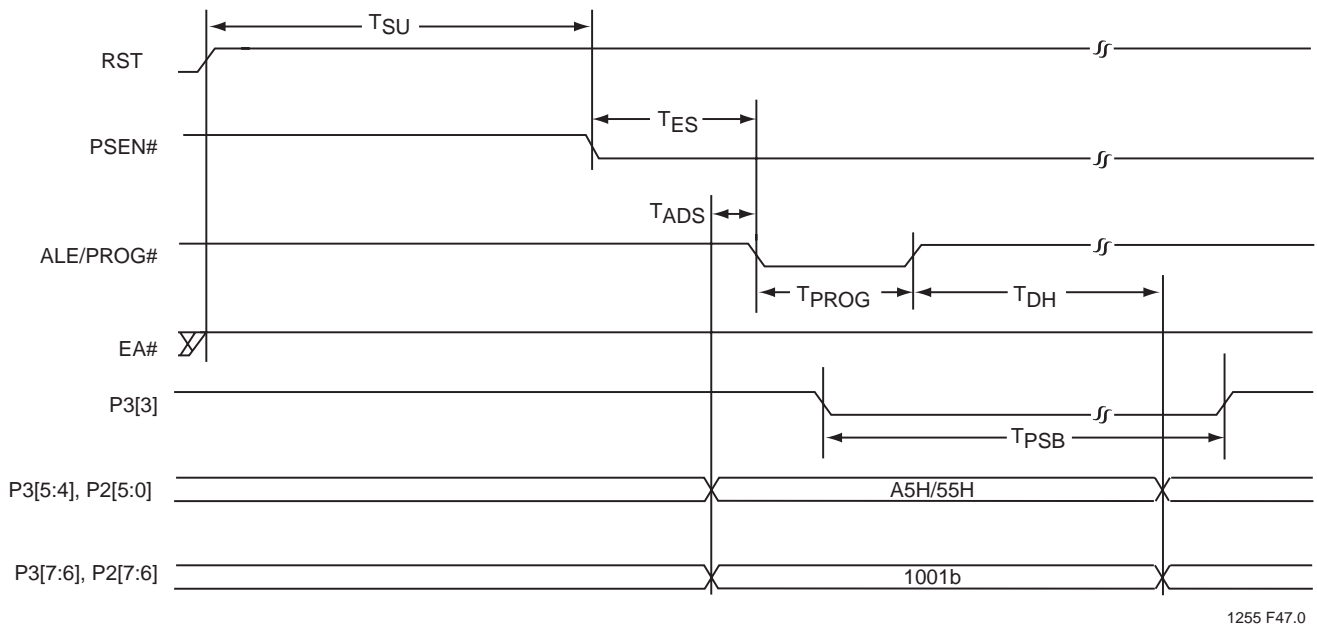 TSU
RST
TES
PSEN#
TADS
ALE/PROG#
TPROG
TDH
EA#
P3[3]
TPSB
P3[5:4], P2[5:0]
A5H/55H
P3[7:6], P2[7:6]
1001b
1255 F47.0